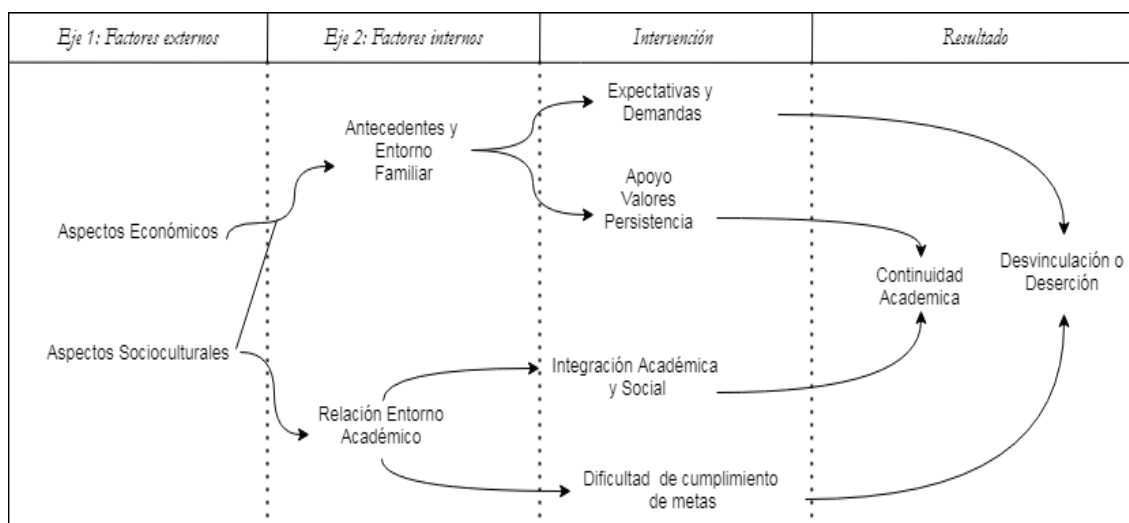 Eje 1: Factores externos
Eje 2: Factores internos
Intervención
Resultado
Aspectos Económicos
Aspectos Socioculturales
Antecedentes y
Entorno
Familiar
Relación Entorno
Académico
Expectativas y
Demandas
Apoyo
Valores
Persistencia
Integración Académica
y Social
Dificultad de cumplimiento
de metas
Continuidad
Academica
Desvinculación o
Deserción